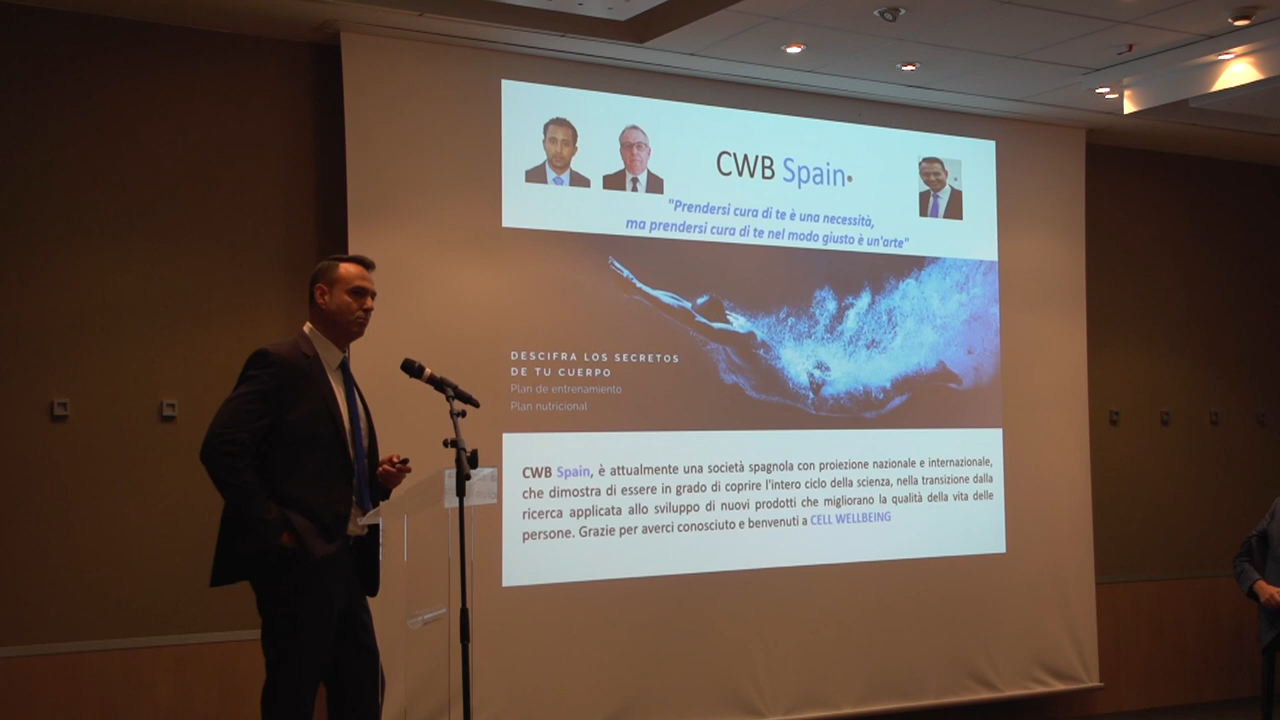 CWB Spain•
"Prendersi cura di te è una necessità,
ma prendersi cura di te nel modo giusto è un'arte"
DESCIFRA LOS SECRETOS
DE TU CUERPO
Plan de entrenamiento
Plan nutricional
CWB Spain, è attualmente una società spagnola con proiezione nazionale e internazionale,
che dimostra di essere in grado di coprire l'intero ciclo della scienza, nella transizione dalla
ricerca applicata allo sviluppo di nuovi prodotti che migliorano la qualità della vita delle
persone. Grazie per averci conosciuto e benvenuti a CELL WELLBEING